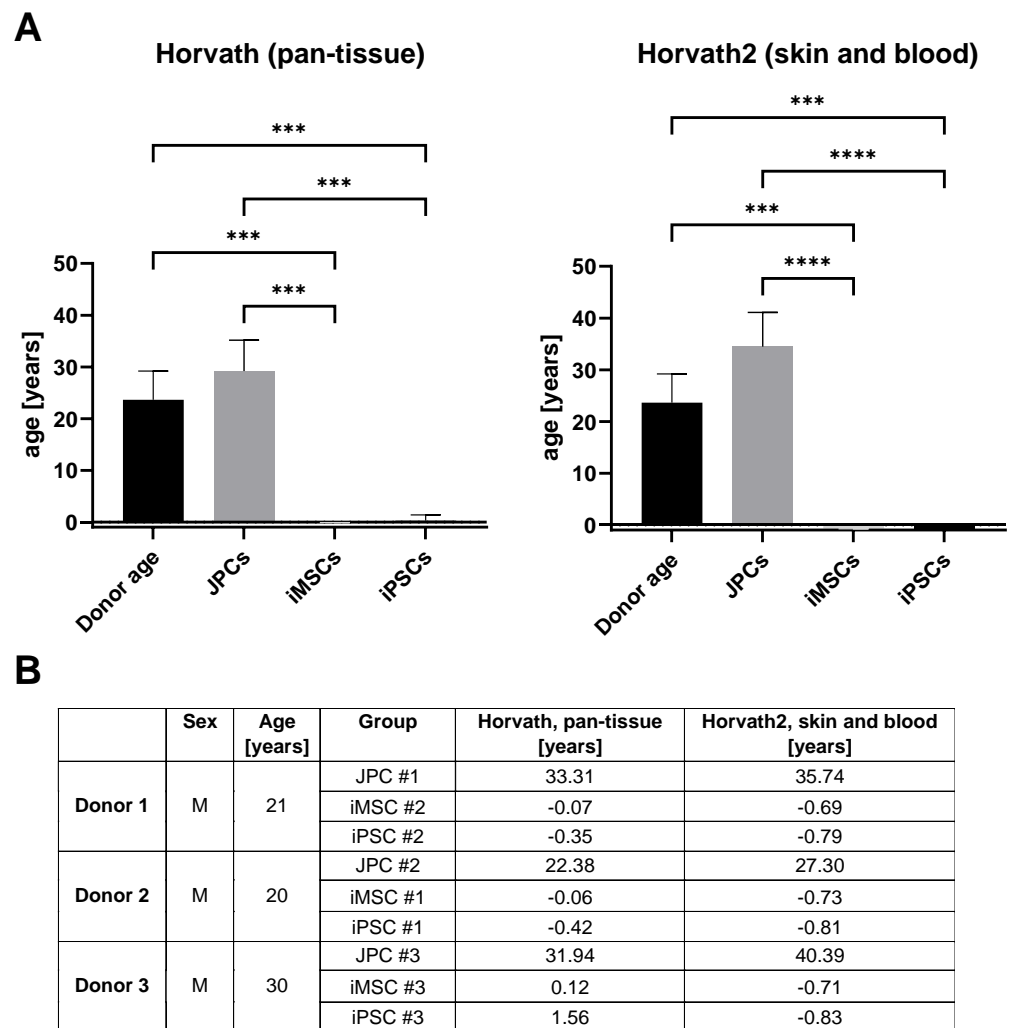 A
Horvath (pan-tissue)
Horvath2 (skin and blood)
***
***
***
***
50
40
30
20
10
0
age [years]
Donor age
JPCs
iMSCs
iPSCs
***
****
***
****
50
40
30
20
10
0
age [years]
Donor age
JPCs
iMSCs
iPSCs
B
Sex Age [years] Group Horvath, pan-tissue [years] Horvath2, skin and blood [years]
JPC #1 33.31 35.74
Donor 1 M 21 iMSC #2 -0.07 -0.69
iPSC #2 -0.35 -0.79
JPC #2 22.38 27.30
Donor 2 M 20 iMSC #1 -0.06 -0.73
iPSC #1 -0.42 -0.81
JPC #3 31.94 40.39
Donor 3 M 30 iMSC #3 0.12 -0.71
iPSC #3 1.56 -0.83